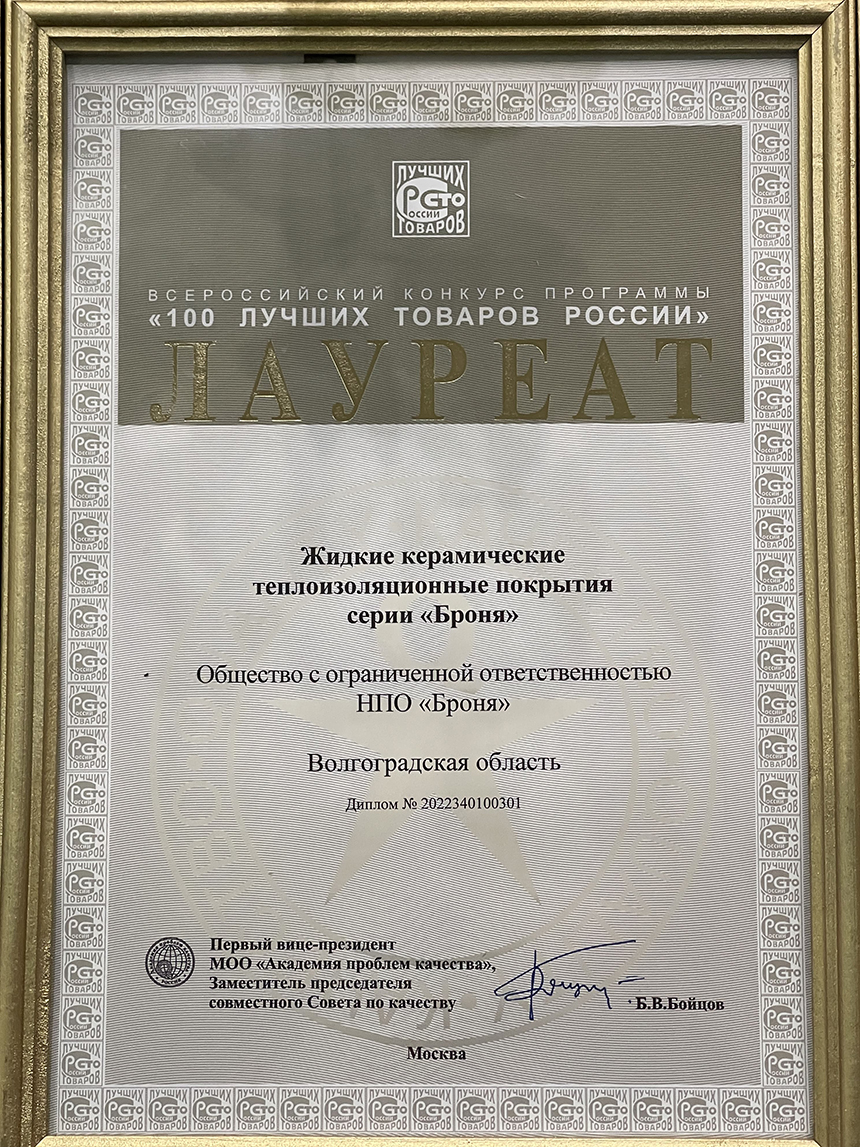 ЛУЧШИХ
РСТО
РОССИИ
ТОВАРОВ
ВСЕРОССИЙСКИЙ КОНКУРС ПРОГРАММЫ
«100 ЛУЧШИХ ТОВАРОВ РОССИИ»
ЛАУРЕАТ
Жидкие керамические
теплоизоляционные покрытия
серии «Броня»
Общество с ограниченной ответственностью
НПО «Броня»
Волгоградская область
Диплом № 2022340100301
Первый вице-президент
МОО «Академия проблем качества»,
Заместитель председателя
совместного Совета по качеству
Б.В.Бойцов
Москва